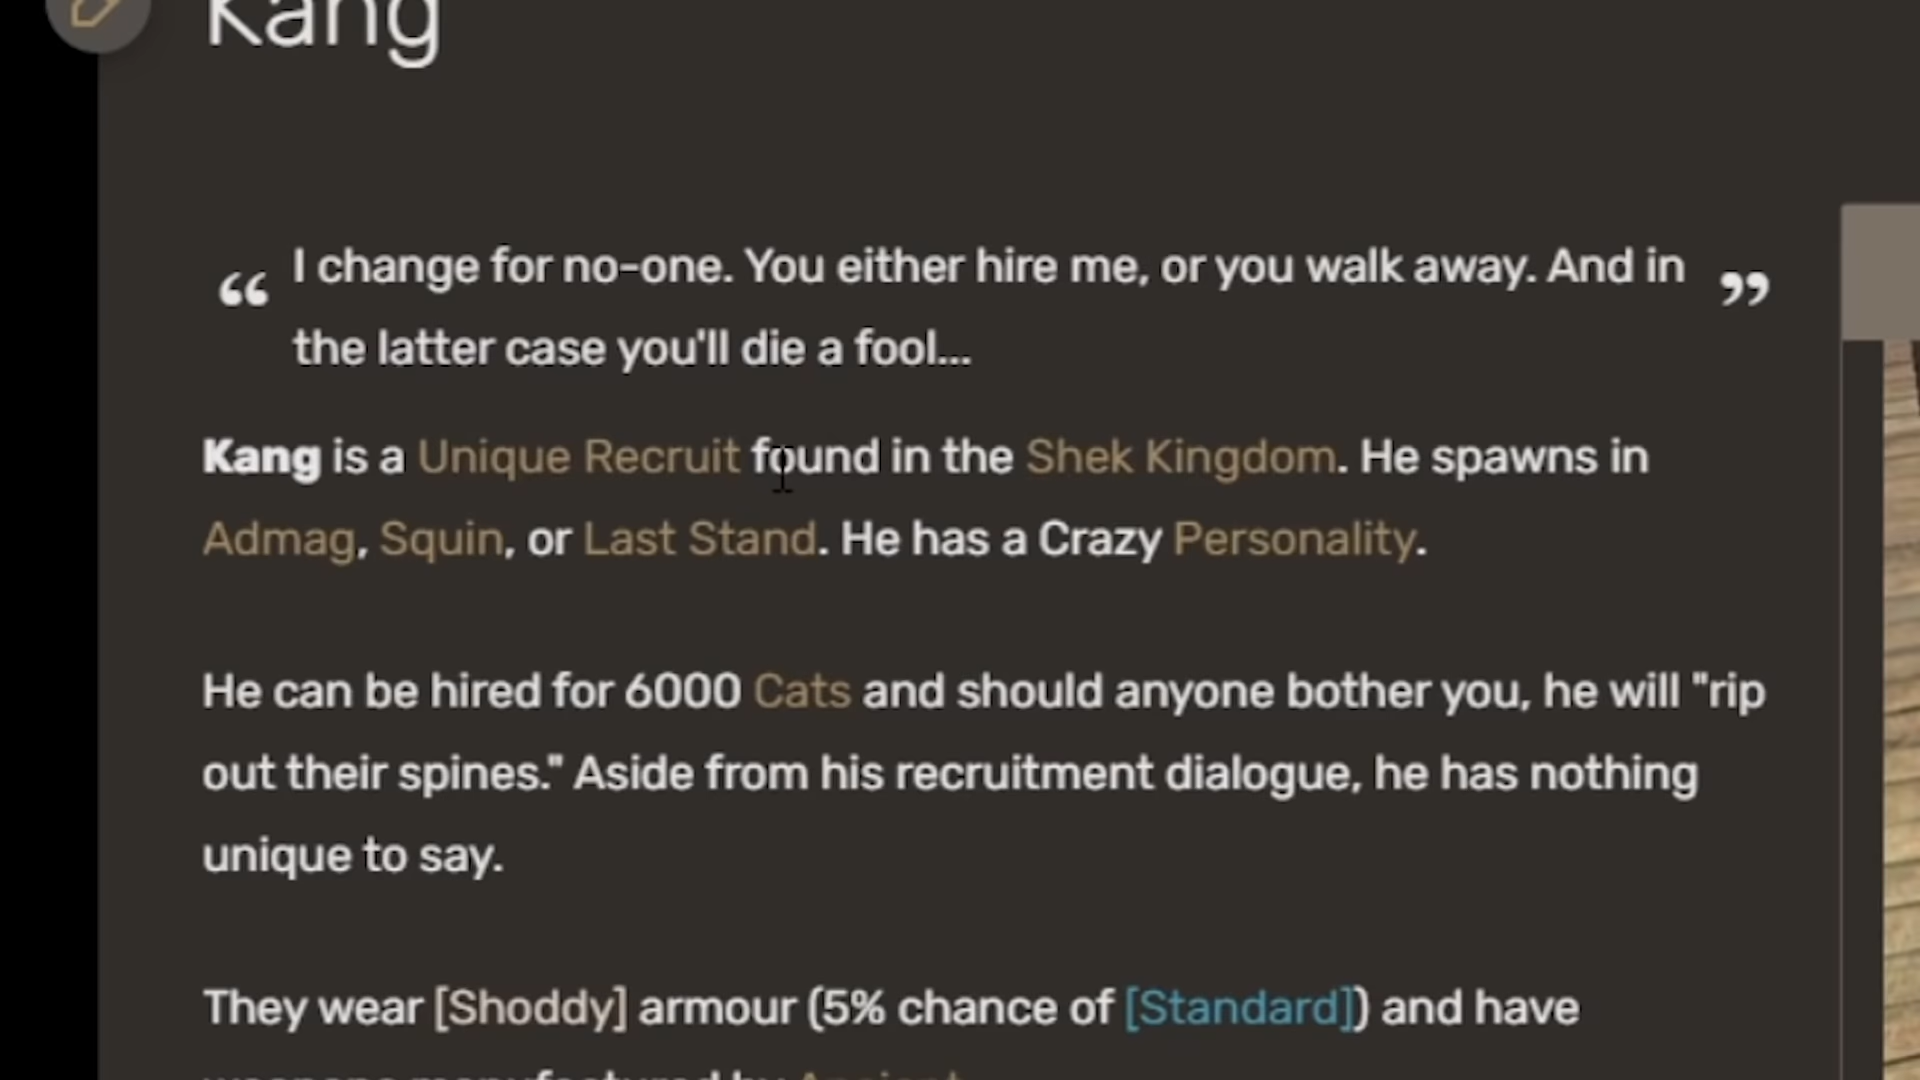 Kang
“ I change for no-one. You either hire me, or you walk away. And in ”
the latter case you'll die a fool...
Kang is a Unique Recruit found in the Shek Kingdom. He spawns in
Admag, Squin, or Last Stand. He has a Crazy Personality.
He can be hired for 6000 Cats and should anyone bother you, he will "rip
out their spines." Aside from his recruitment dialogue, he has nothing
unique to say.
They wear [Shoddy] armour (5% chance of [Standard]) and have